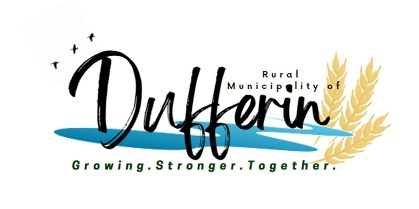 Rural
Municipality of
Dufferin
Growing.Stronger.Together.